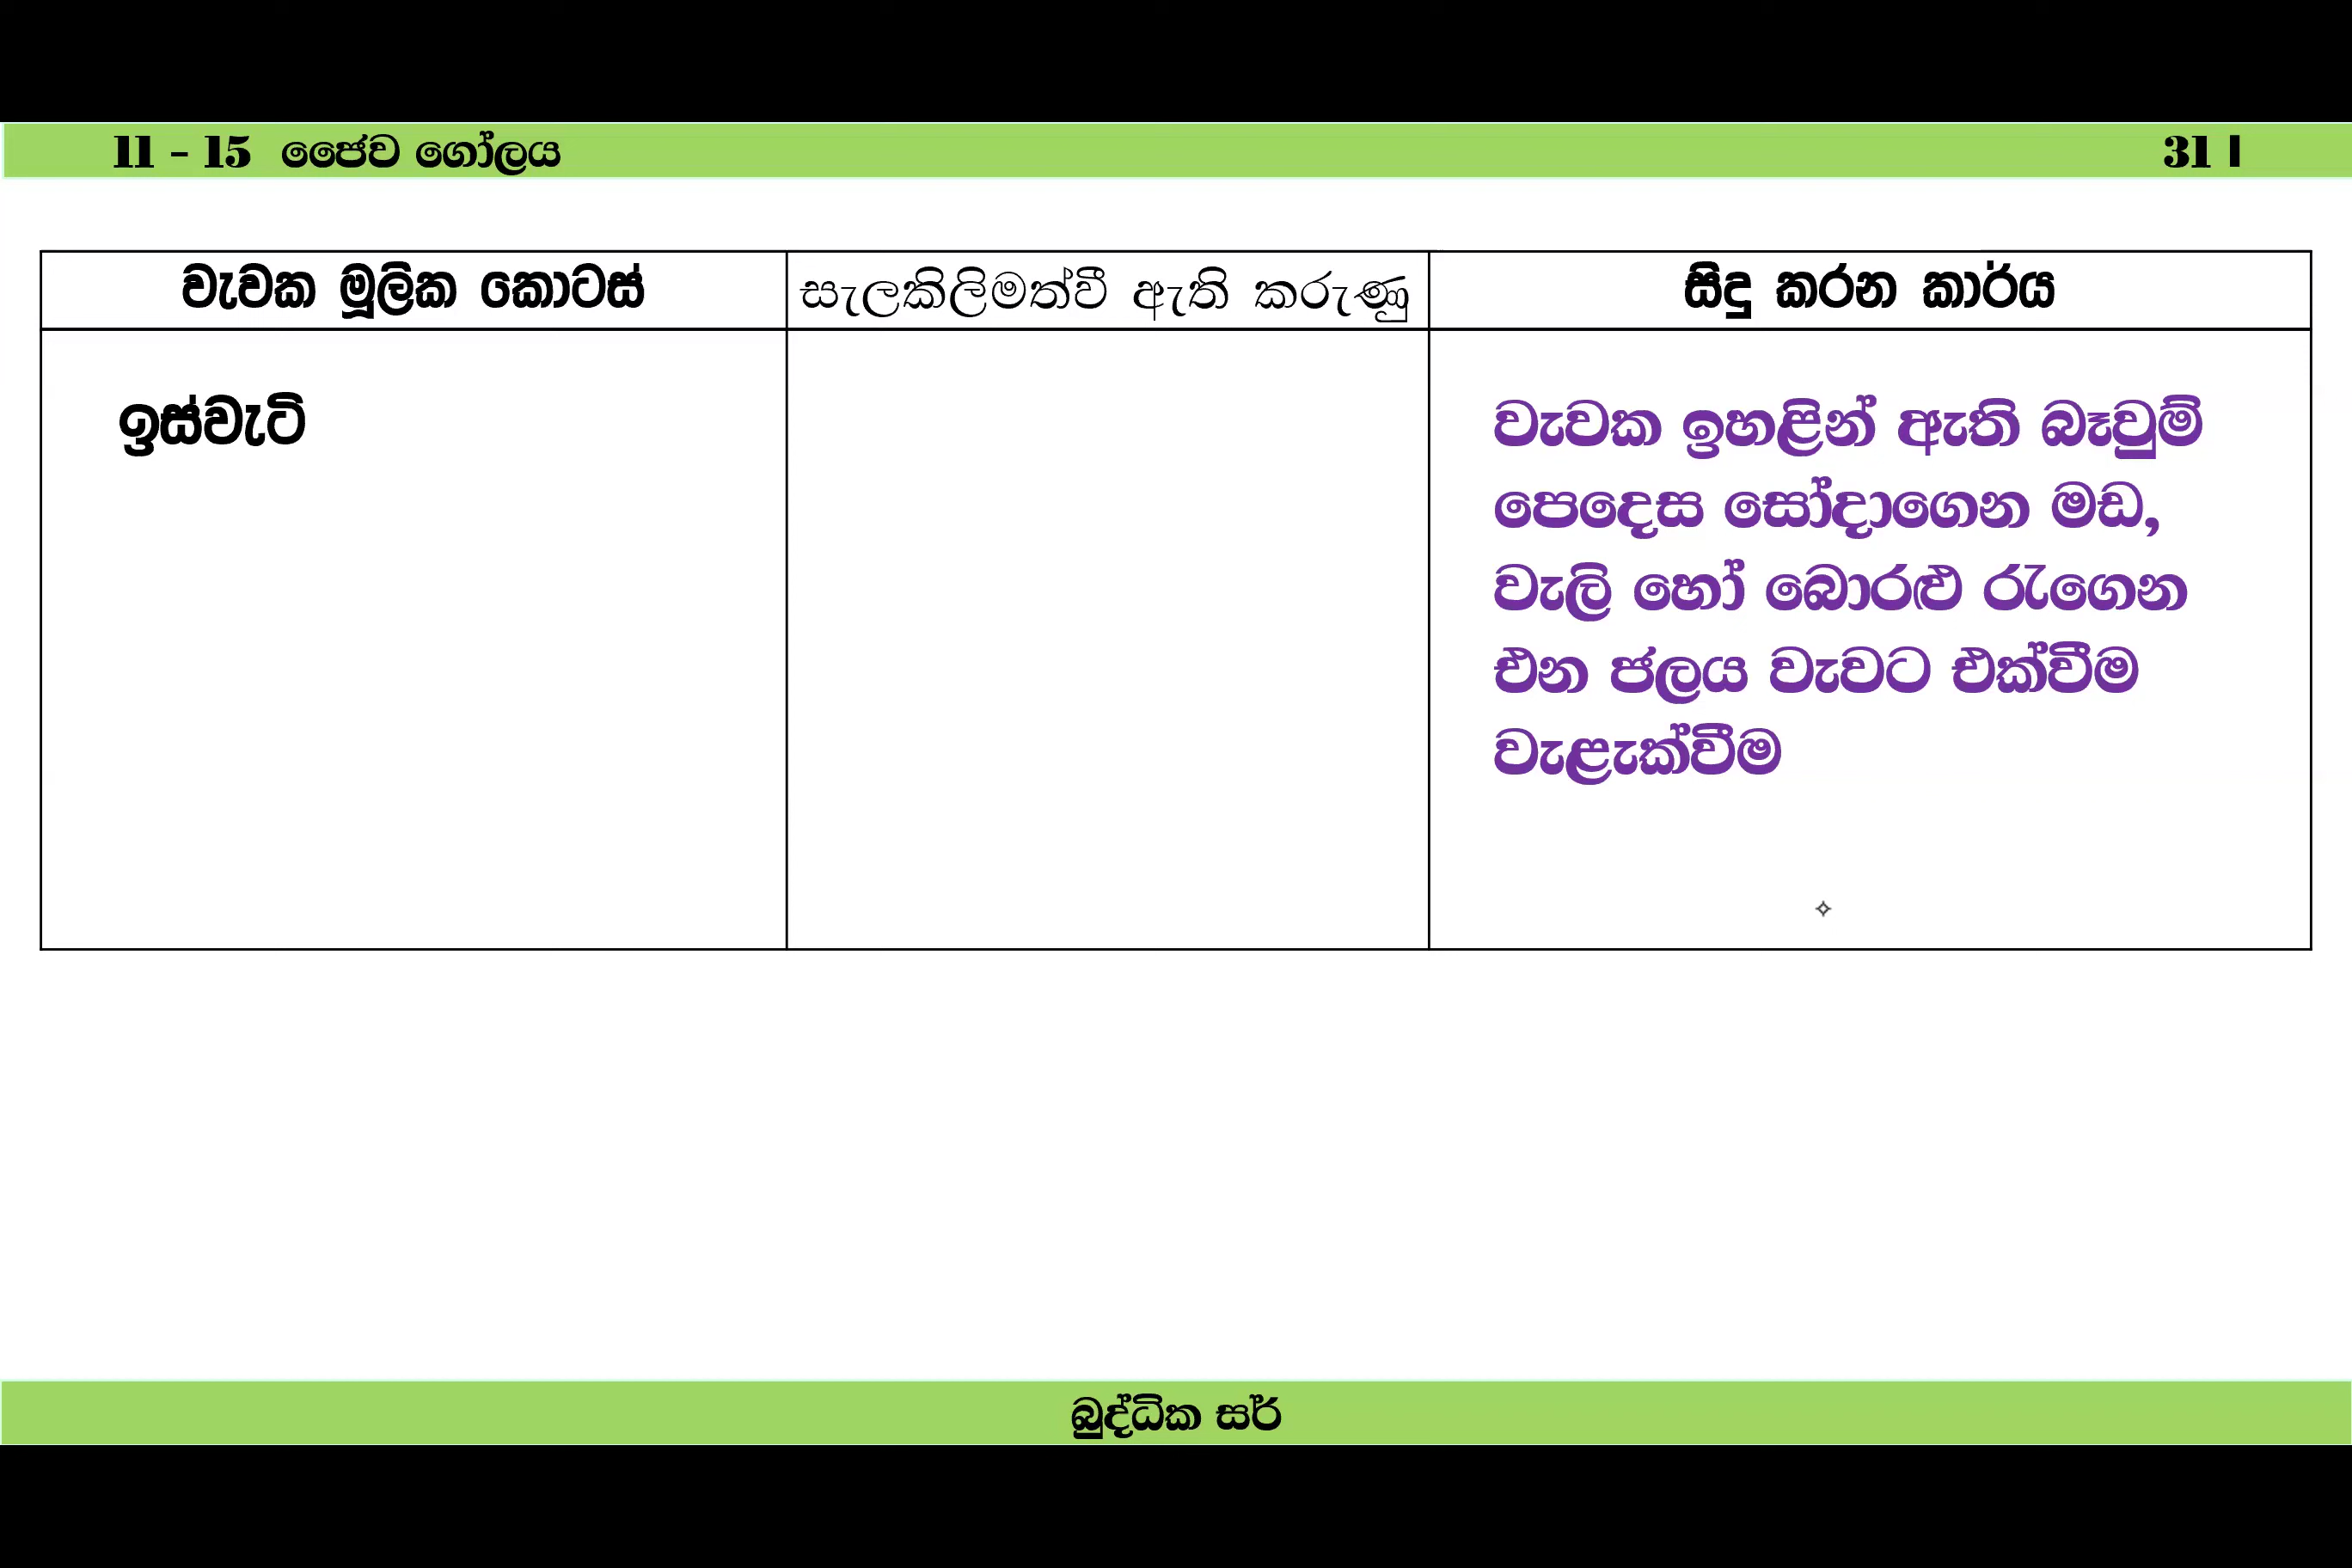 11 - 15 ජෛව ගෝලය 31 I
වැවක මූලික කොටස් සැලකිලිමත්වී ඇති කරුණු සිදු කරන කාර්ය
ඉස්වැටි
වැවක ඉහළින් ඇති බෑවුම්
පෙදෙස සෝදාගෙන මඩ,
වැලි හෝ බොරළු රැගෙන
එන ජලය වැවට එක්වීම
වැළැක්වීම
බුද්ධික සර්